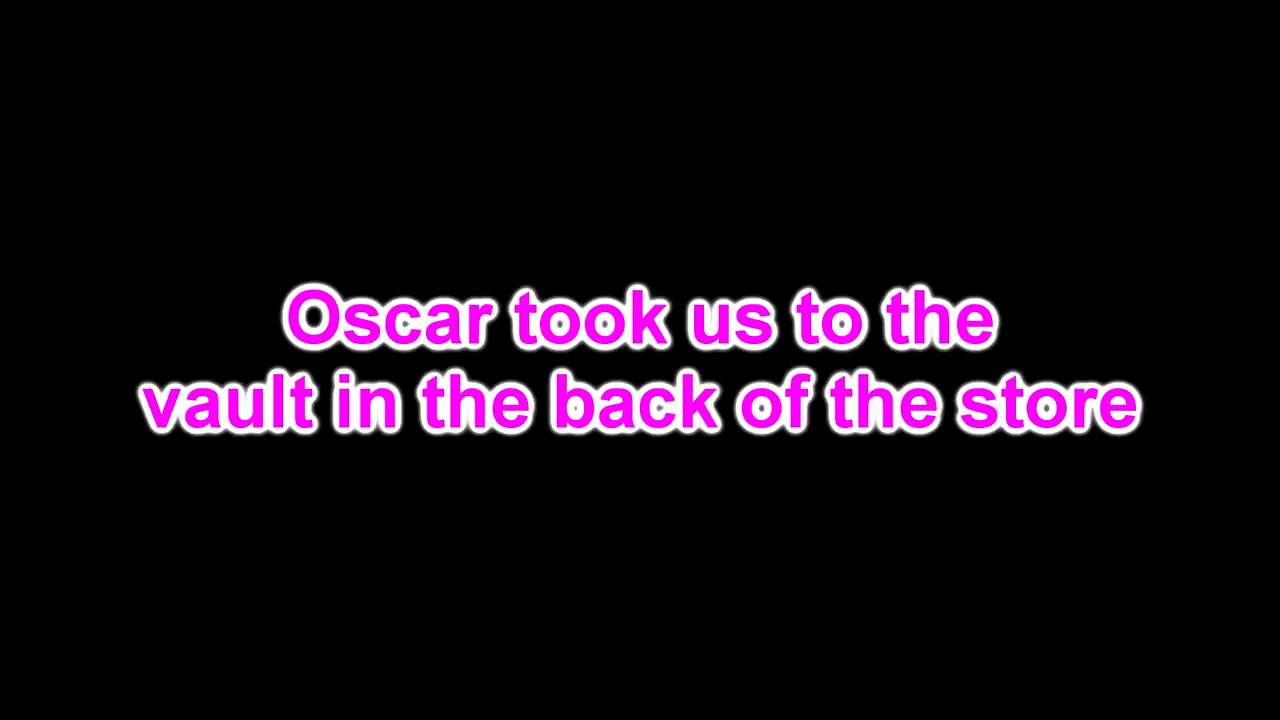 Oscar took us to the
vault in the back of the store